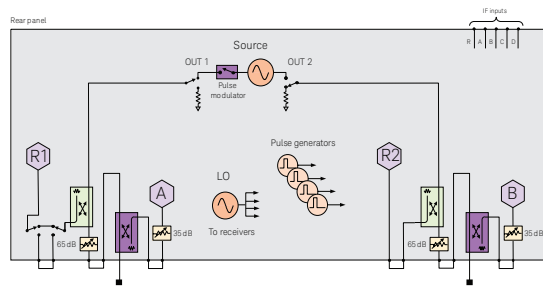 IF inputs
Rear panel
R A B C D
Source
OUT 1
OUT 2
Pulse
modulator
Pulse generators
R1
R2
LO
A
B
To receivers
65 dB
35 dB
65 dB
35 dB